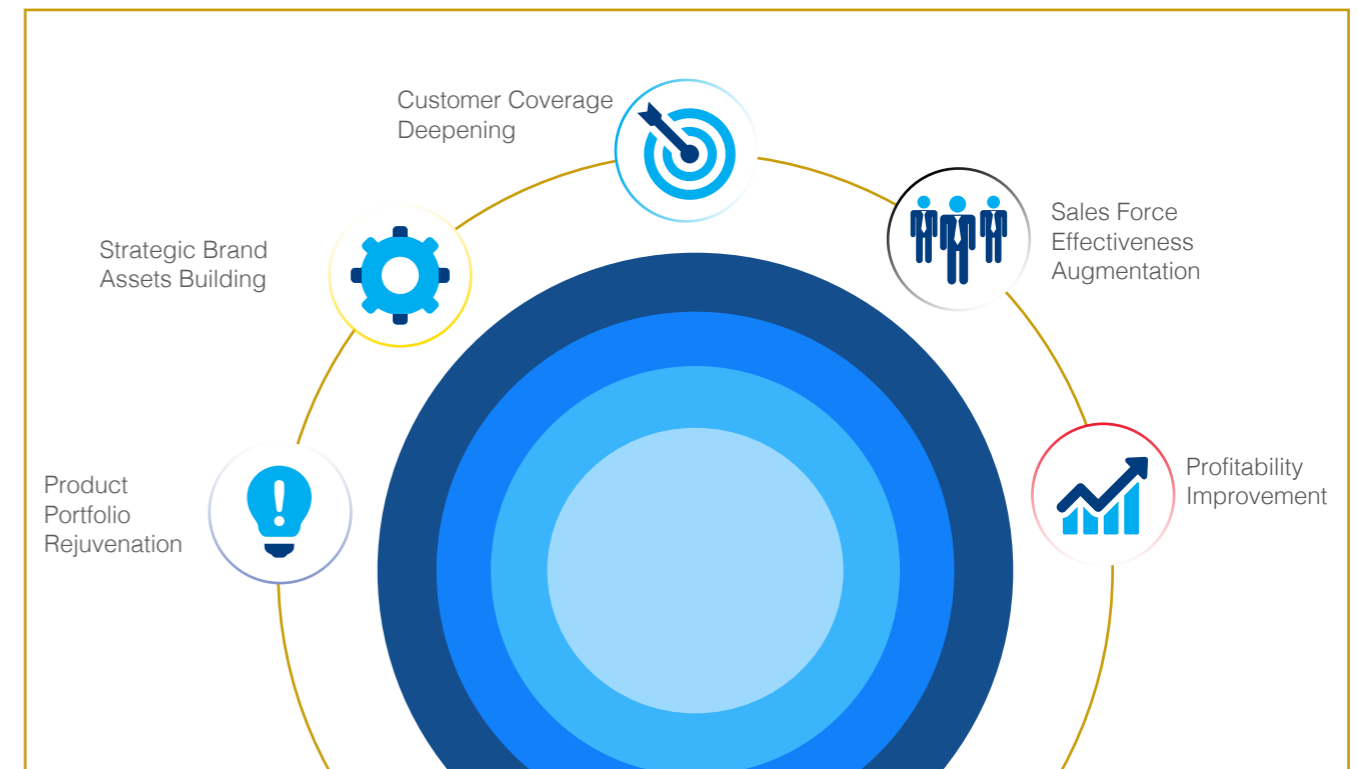 Customer Coverage
Deepening
Strategic Brand
Assets Building
Sales Force
Effectiveness
Augmentation
Product
Portfolio
Rejuvenation
Profitability
Improvement